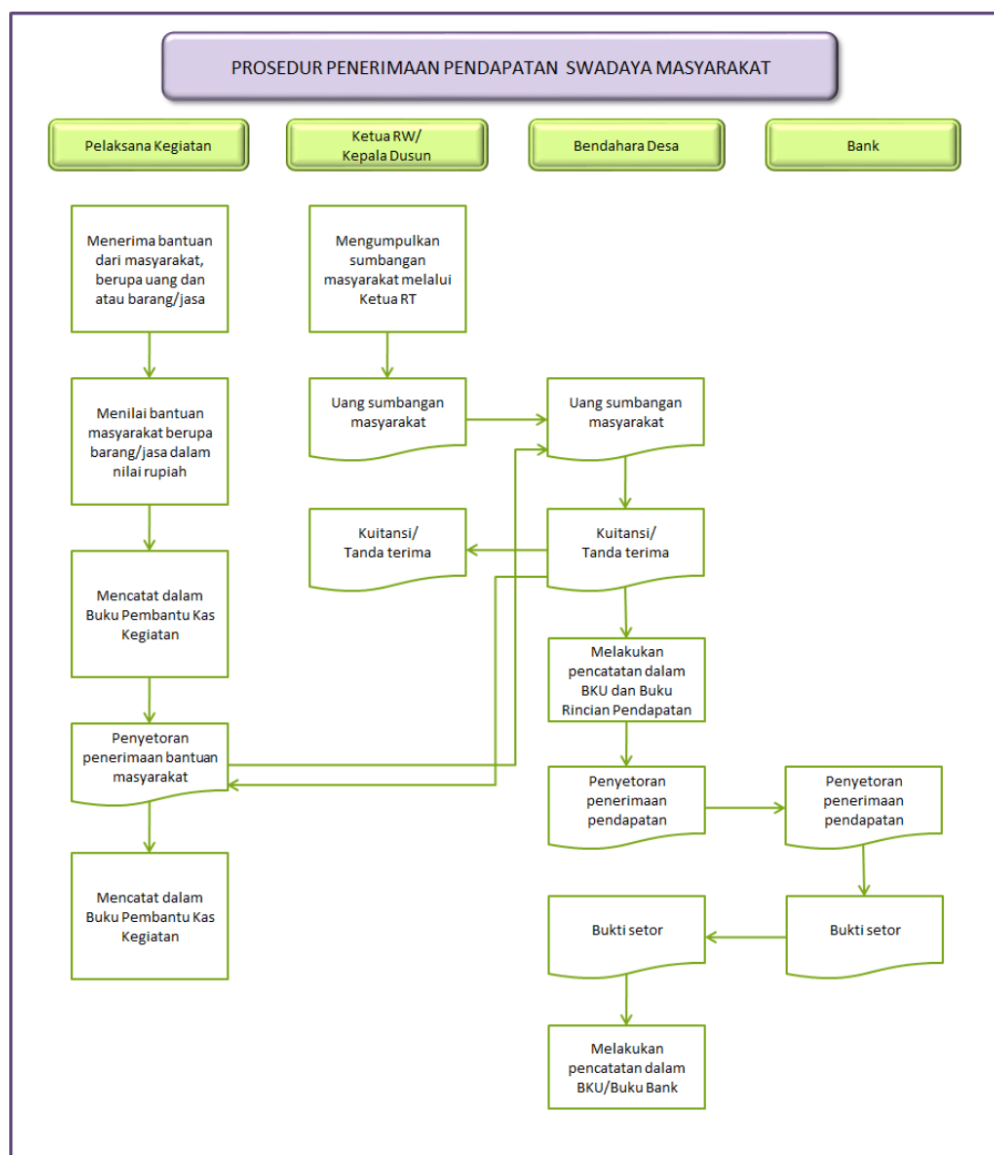 PROSEDUR PENERIMAAN PENDAPATAN SWADAYA MASYARAKAT
Pelaksana Kegiatan
Ketua RW/
Kepala Dusun
Bendahara Desa
Bank
Menerima bantuan
dari masyarakat,
berupa uang dan
atau barang/jasa
Mengumpulkan
sumbangan
masyarakat melalui
Ketua RT
Menilai bantuan
masyarakat berupa
barang/jasa dalam
nilai rupiah
Uang sumbangan
masyarakat
Uang sumbangan
masyarakat
Kuitansi/
Tanda terima
Kuitansi/
Tanda terima
Mencatat dalam
Buku Pembantu Kas
Kegiatan
Melakukan
pencatatan dalam
BKU dan Buku
Rincian Pendapatan
Penyetoran
penerimaan bantuan
masyarakat
Penyetoran
penerimaan
pendapatan
Penyetoran
penerimaan
pendapatan
Mencatat dalam
Buku Pembantu Kas
Kegiatan
Bukti setor
Bukti setor
Melakukan
pencatatan dalam
BKU/Buku Bank